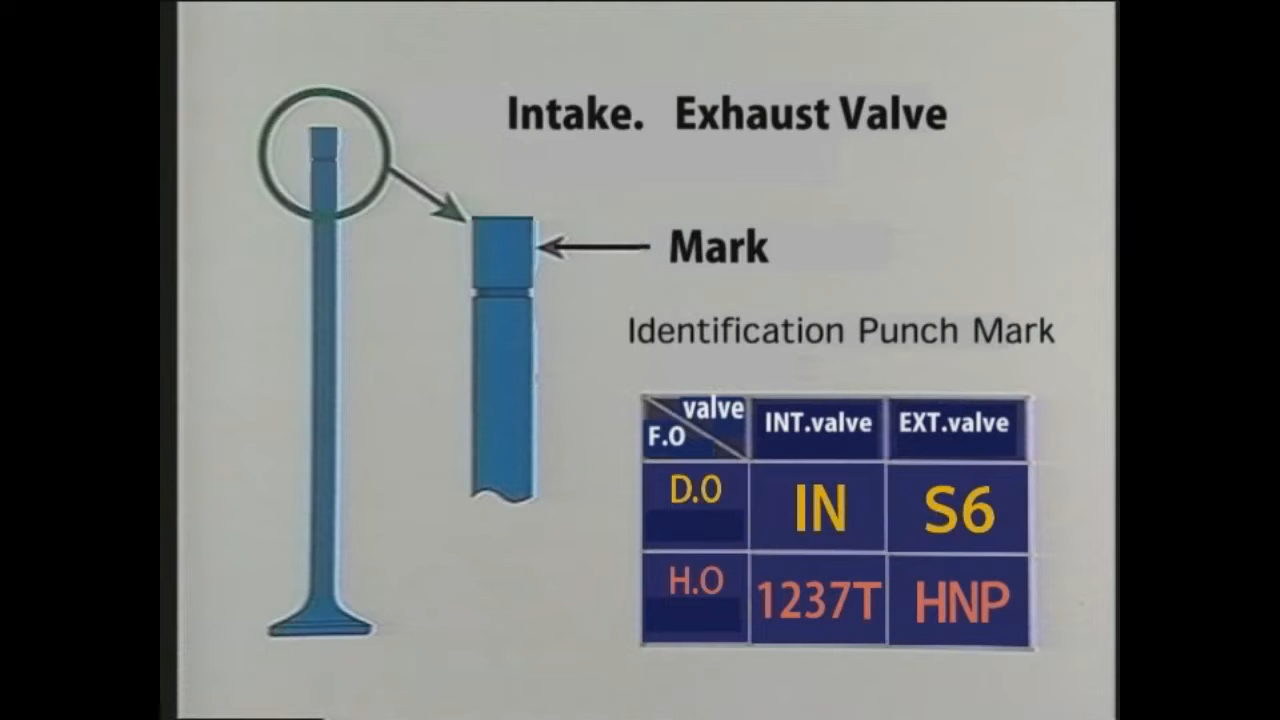 Intake. Exhaust Valve
Mark
Identification Punch Mark
valve
F.O
INT.valve
EXT.valve
D.O
IN
S6
H.O
1237T
HNP